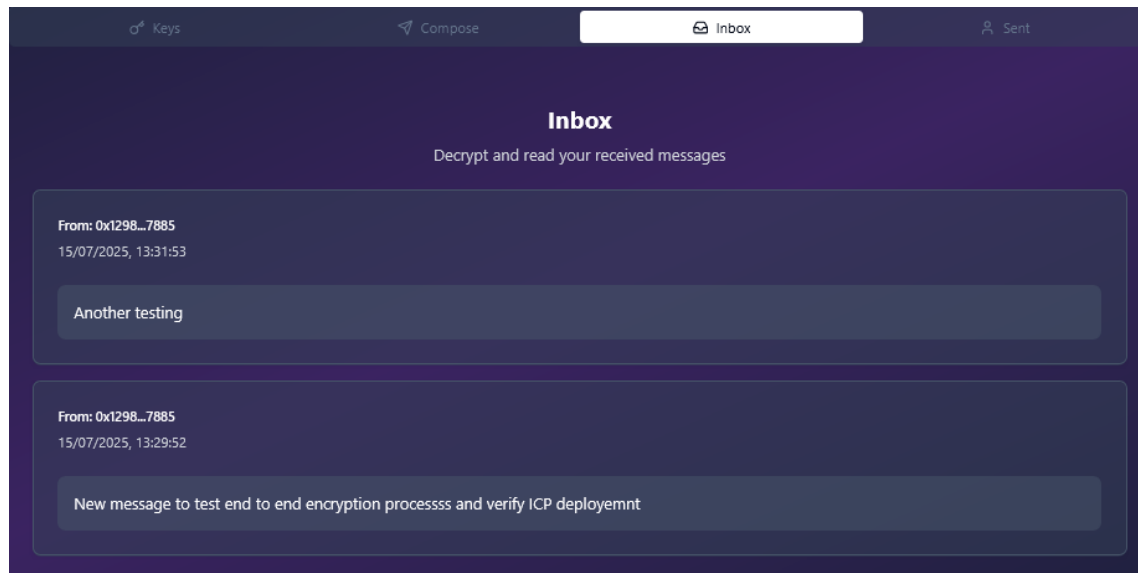 Keys Compose Inbox Sent
Inbox
Decrypt and read your received messages
From: 0x1298...7885
15/07/2025, 13:31:53
Another testing
From: 0x1298...7885
15/07/2025, 13:29:52
New message to test end to end encryption processss and verify ICP deployemnt